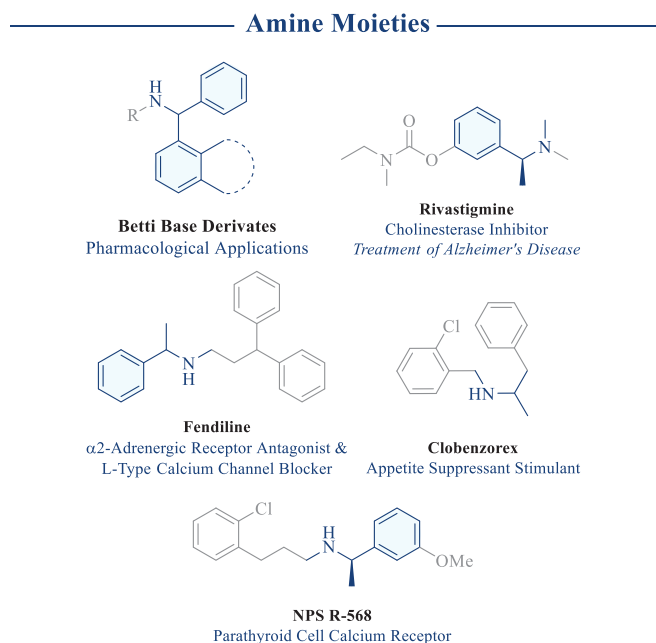 Amine Moieties
H
N
R
O
N
O
N
Betti Base Derivates
Pharmacological Applications
Rivastigmine
Cholinesterase Inhibitor
Treatment of Alzheimer's Disease
N
H
Cl
HN
Fendiline
α2-Adrenergic Receptor Antagonist &
L-Type Calcium Channel Blocker
Clobenzorex
Appetite Suppressant Stimulant
Cl
H
N
OMe
NPS R-568
Parathyroid Cell Calcium Receptor